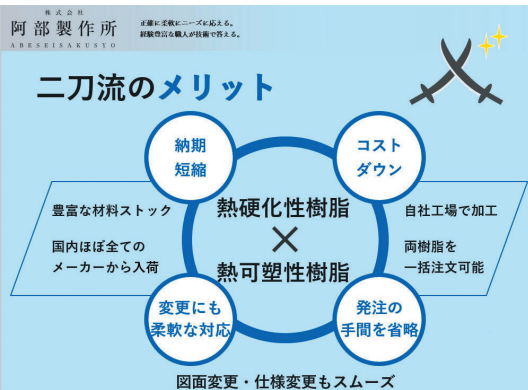 株式会社
阿部製作所
ABESEISAKUSYO
正確に柔軟にニーズに応える。
経験豊富な職人が技術で答える。
二刀流のメリット
納期
短縮
コスト
ダウン
豊富な材料ストック
国内ほぼ全ての
メーカーから入荷
熱硬化性樹脂
×
熱可塑性樹脂
自社工場で加工
両樹脂を
一括注文可能
変更にも
柔軟な対応
発注の
手間を省略
図面変更・仕様変更もスムーズ